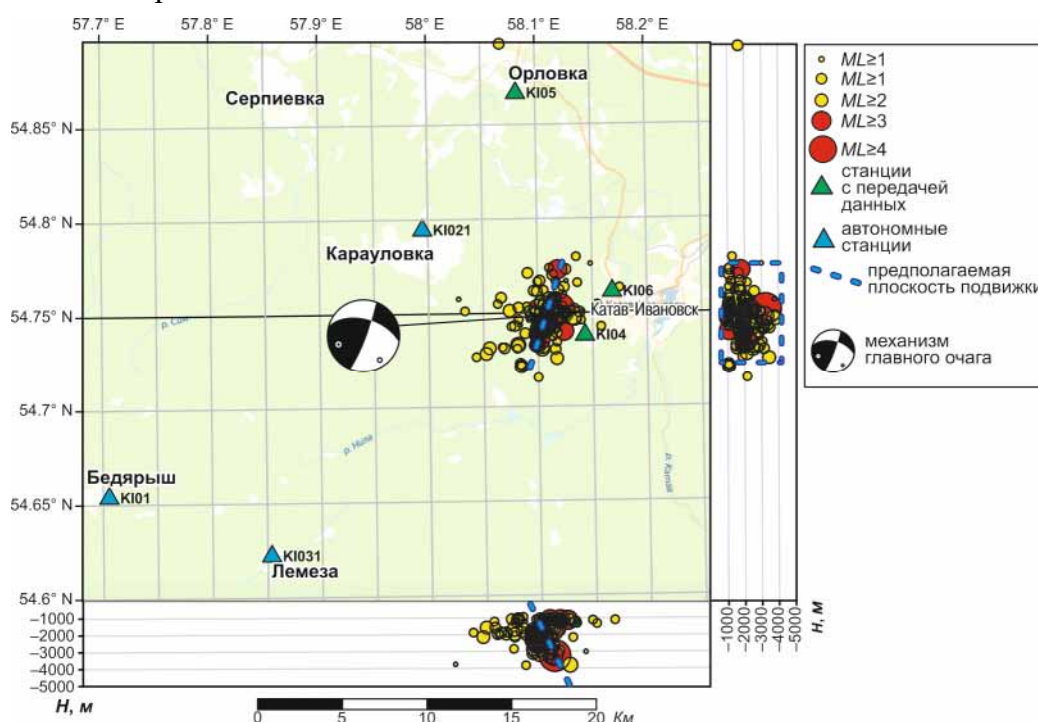 57.7° E 57.8° E 57.9° E 58° E 58.1° E 58.2° E
Орловка
KI05
Серпиевка
54.85° N
54.8° N
KI021
Карауловка
KI06
54.75° N
Катав-Ивановск
KI04
р. Сим
54.7° N
р. Нила
р. Катав
Бедярыш
54.65° N
KI01
KI031
Лемеза
54.6° N
–1000
–2000
–3000
–4000
–5000
H, м
–1000
–2000
–3000
–4000
–5000
H, м
0 5 10 15 20 Км
ML≥1
ML≥1
ML≥2
ML≥3
ML≥4
станции
с передачей
данных
автономные
станции
предполагаемая
плоскость подвижки
механизм
главного очага